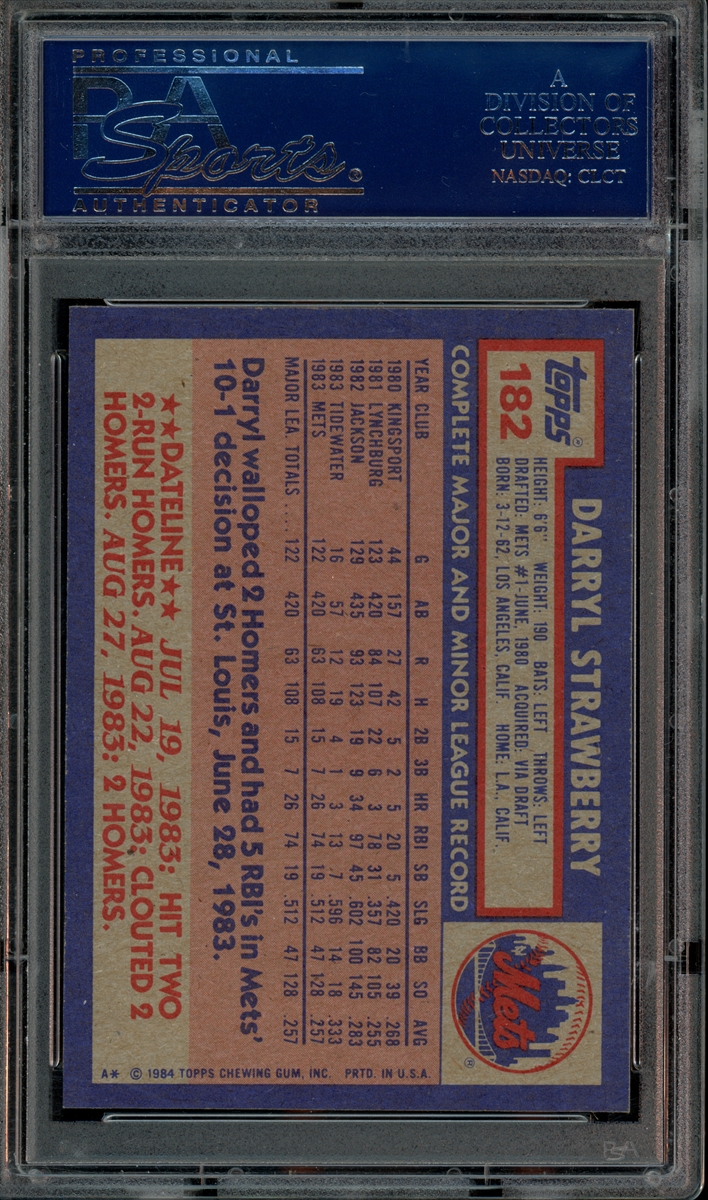 PROFESSIONAL
PSA
Sports®
AUTHENTICATOR
A
DIVISION OF
COLLECTORS
UNIVERSE
NASDAQ: CLCT
topps®
182
DARRYL STRAWBERRY
HEIGHT: 6'6" WEIGHT: 190 BATS: LEFT THROWS: LEFT
DRAFTED: METS #1-JUNE, 1980 ACQUIRED: VIA DRAFT
BORN: 3-12-62, LOS ANGELES, CALIF. HOME: L.A., CALIF.
Mets
®
COMPLETE MAJOR AND MINOR LEAGUE RECORD
YEAR CLUB G AB R H 2B 3B HR RBI SB SLG BB SO AVG
1980 KINGSPORT 44 157 27 42 5 2 5 20 5 .420 20 39 .268
1981 LYNCHBURG 123 420 84 107 22 6 3 78 31 .357 82 105 .255
1982 JACKSON 129 435 93 123 19 9 34 97 45 .602 100 145 .283
1983 TIDEWATER 16 57 12 19 4 1 3 13 7 .596 14 18 .333
1983 METS 122 420 63 108 15 7 26 74 19 .512 47 128 .257
MAJOR LEA. TOTALS .... 122 420 63 108 15 7 26 74 19 .512 47 128 .257
Darryl walloped 2 Homers and had 5 RBI's in Mets'
10-1 decision at St. Louis, June 28, 1983.
★★DATELINE★★ JUL 19, 1983: HIT TWO
2-RUN HOMERS. AUG 22, 1983: CLOUTED 2
HOMERS. AUG 27, 1983: 2 HOMERS.
A* © 1984 TOPPS CHEWING GUM, INC. PRTD. IN U.S.A.
PSA